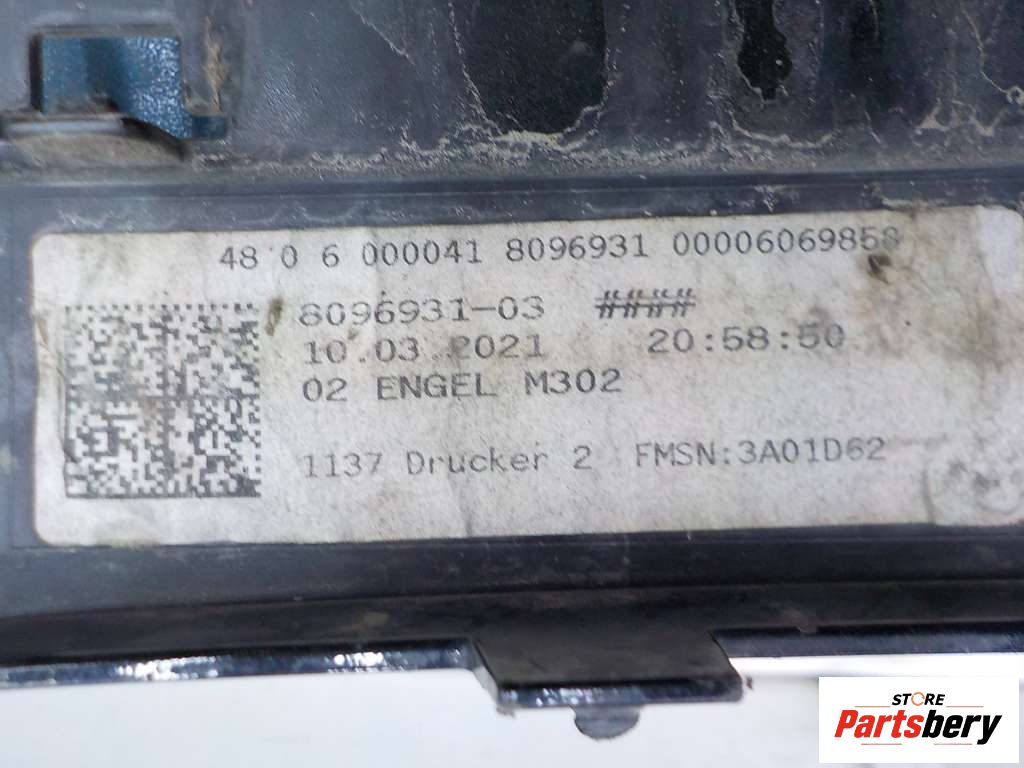 48 0 6 000041 8096931 00006069858
8096931-03 ####
10.03.2021 20:58:50
02 ENGEL M302
1137 Drucker 2 FMSN:3A01D62
STORE
Partsbery